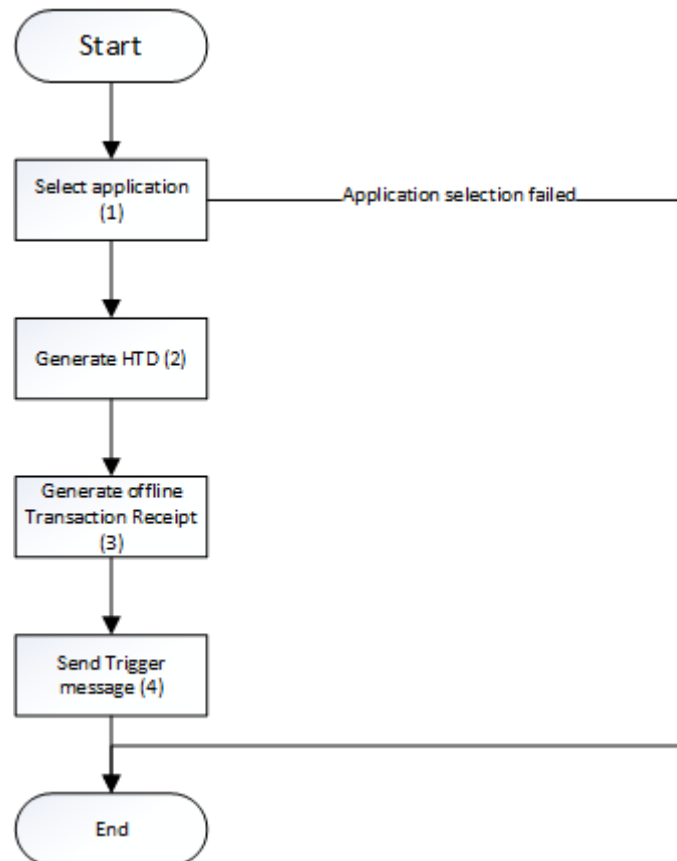 Start
Select application
(1)
Application selection failed
Generate HTD (2)
Generate offline
Transaction Receipt
(3)
Send Trigger
message (4)
End